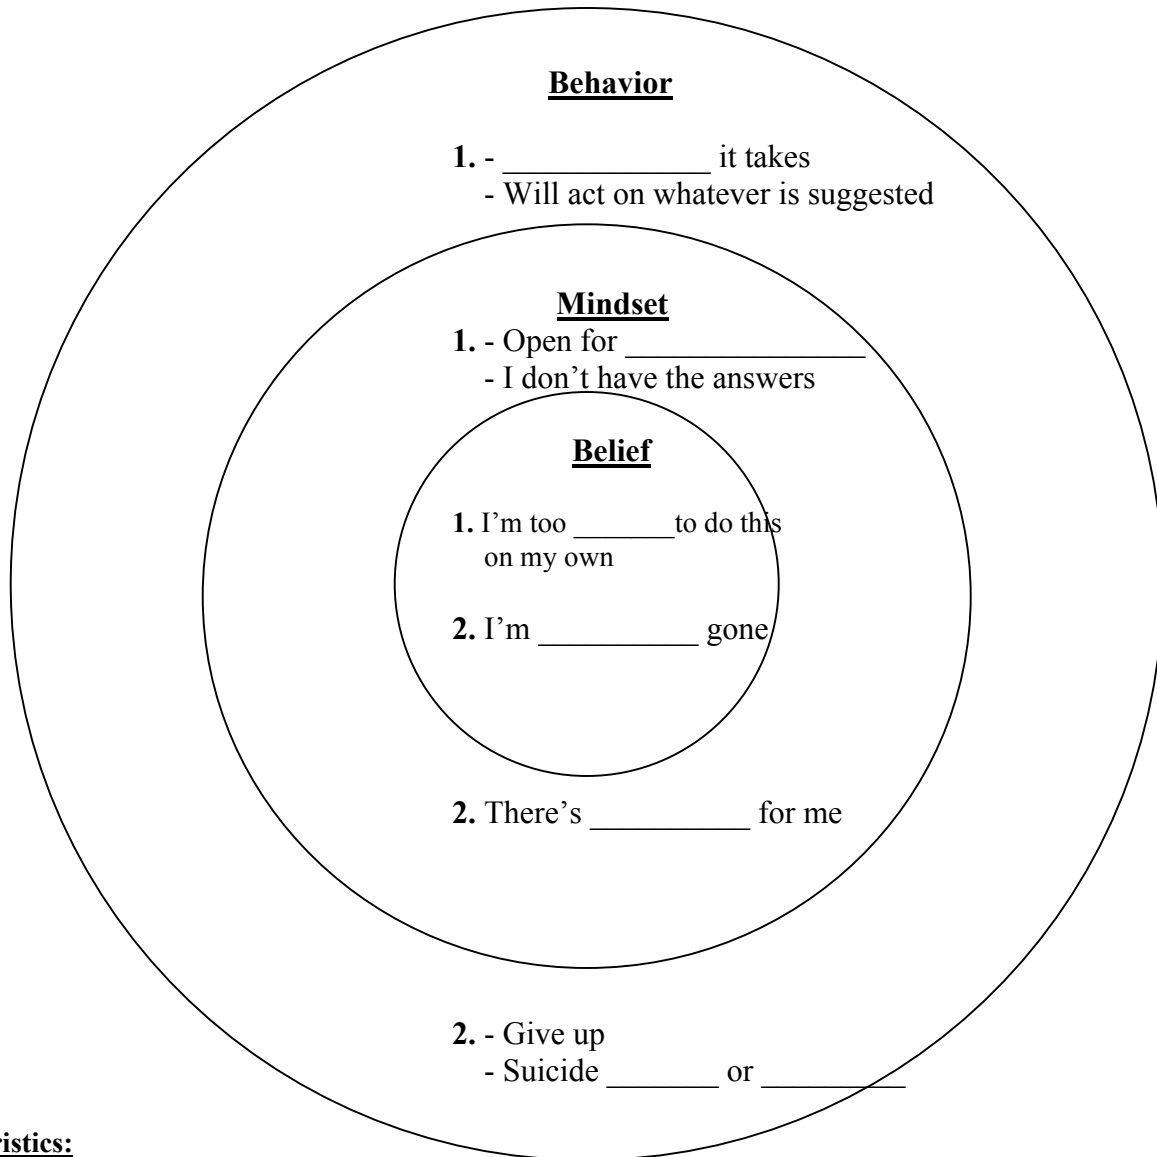 Behavior
1. - _____________ it takes
- Will act on whatever is suggested
Mindset
1. - Open for _______________
- I don’t have the answers
Belief
1. I’m too _______to do this
on my own
2. I’m __________ gone
2. There’s __________ for me
2. - Give up
- Suicide _______ or _________
ristics: